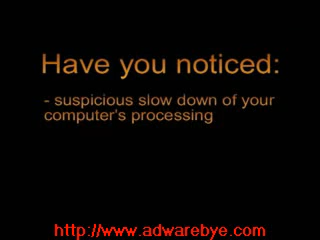 Have you noticed:
- suspicious slow down of your
computer's processing
http://www.adwarebye.com